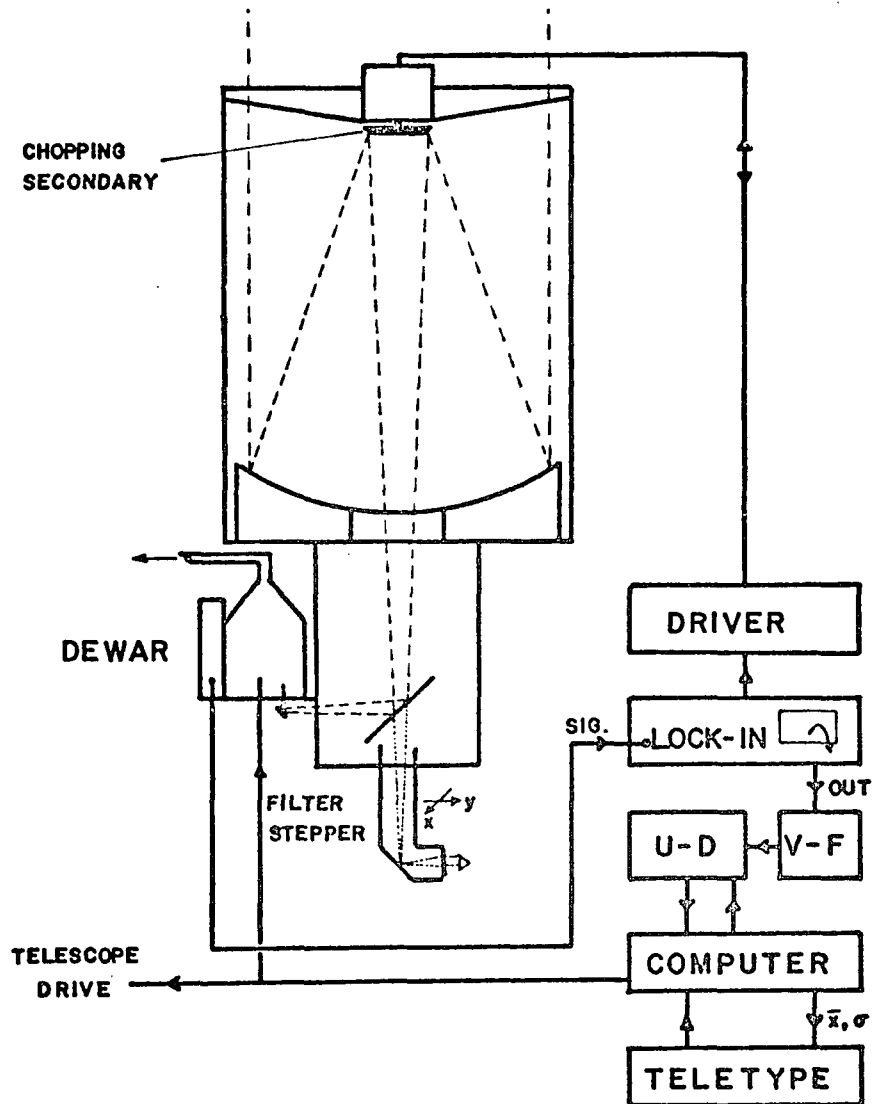 CHOPPING
SECONDARY
DEWAR
DRIVER
SIG.
LOCK-IN
OUT
FILTER
STEPPER
x
y
U-D
V-F
TELESCOPE
DRIVE
COMPUTER
x̄, σ
TELETYPE